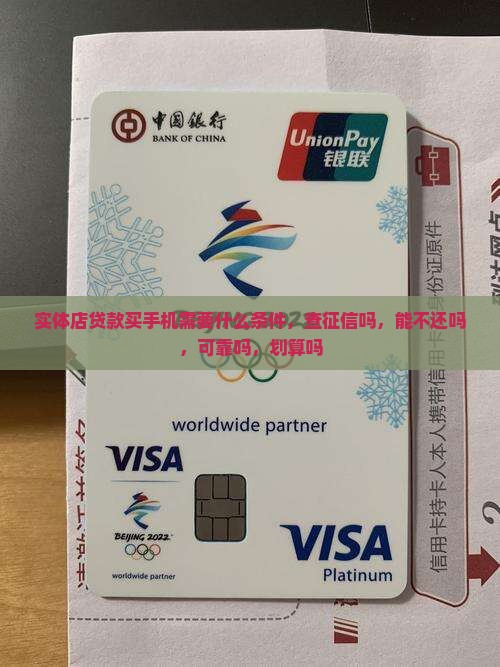 中国银行
BANK OF CHINA
UnionPay
银联
实体店贷款买手机需要什么条件，查征信吗，能不还吗
，可靠吗，划算吗
worldwide partner
VISA
BEIJING 2022
worldwide partner
VISA
Platinum
信用卡持卡人本人携带信用卡
身份证原件
2